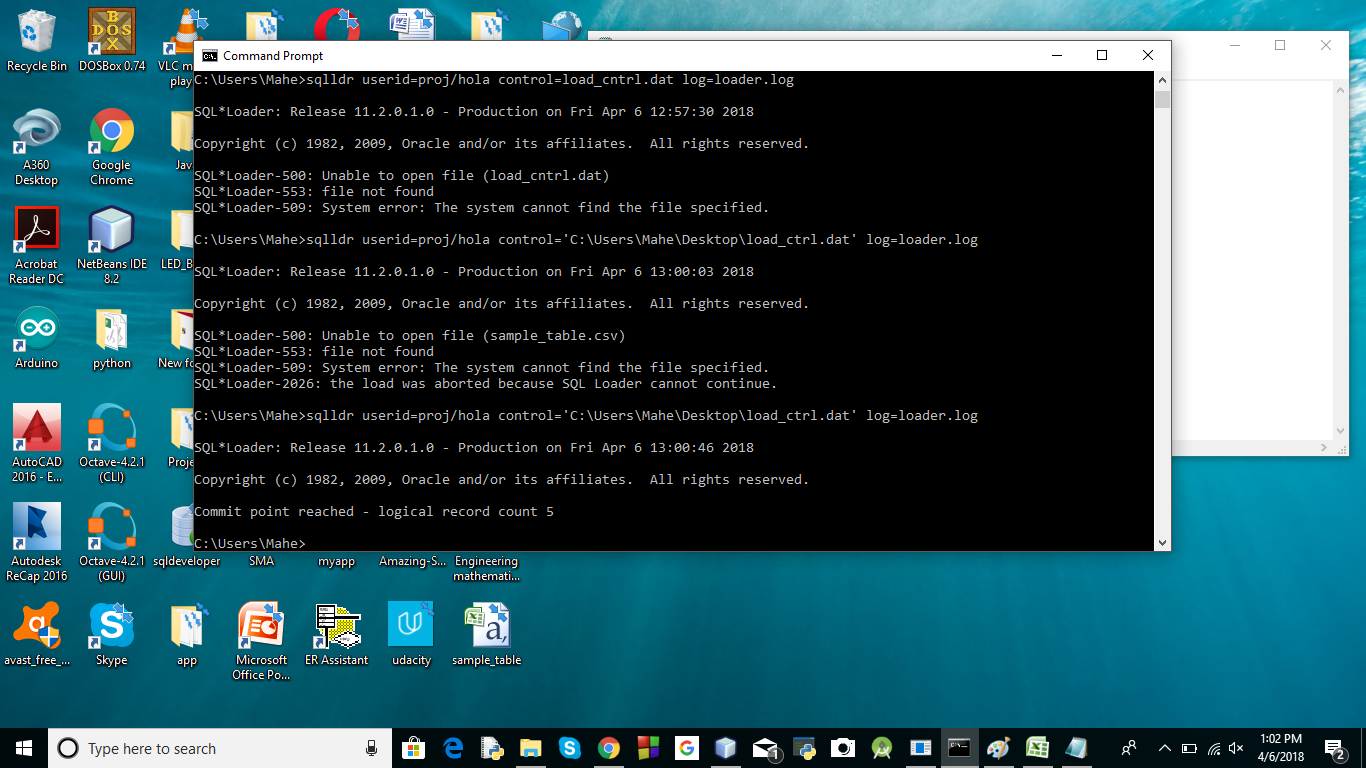 Recycle Bin
DOSBox 0.74
VLC m
play
Command Prompt
C:\Users\Mahe>sqlldr userid=proj/hola control=load_cntrl.dat log=loader.log
SQL*Loader: Release 11.2.0.1.0 - Production on Fri Apr 6 12:57:30 2018
Copyright (c) 1982, 2009, Oracle and/or its affiliates.  All rights reserved.
SQL*Loader-500: Unable to open file (load_cntrl.dat)
SQL*Loader-553: file not found
SQL*Loader-509: System error: The system cannot find the file specified.
C:\Users\Mahe>sqlldr userid=proj/hola control='C:\Users\Mahe\Desktop\load_ctrl.dat' log=loader.log
SQL*Loader: Release 11.2.0.1.0 - Production on Fri Apr 6 13:00:03 2018
Copyright (c) 1982, 2009, Oracle and/or its affiliates.  All rights reserved.
SQL*Loader-500: Unable to open file (sample_table.csv)
SQL*Loader-553: file not found
SQL*Loader-509: System error: The system cannot find the file specified.
SQL*Loader-2026: the load was aborted because SQL Loader cannot continue.
C:\Users\Mahe>sqlldr userid=proj/hola control='C:\Users\Mahe\Desktop\load_ctrl.dat' log=loader.log
SQL*Loader: Release 11.2.0.1.0 - Production on Fri Apr 6 13:00:46 2018
Copyright (c) 1982, 2009, Oracle and/or its affiliates.  All rights reserved.
Commit point reached - logical record count 5
C:\Users\Mahe>
A360
Desktop
Google
Chrome
Jav
Acrobat
Reader DC
NetBeans IDE
8.2
LED_B
Arduino
python
New fo
AutoCAD
2016 - E...
Octave-4.2.1
(CLI)
Proje
Autodesk
ReCap 2016
Octave-4.2.1
(GUI)
sqldeveloper
SMA
myapp
Amazing-S...
Engineering
mathemati...
avast_free_...
Skype
app
Microsoft
Office Po...
ER Assistant
udacity
sample_table
Type here to search
1
1:02 PM
4/6/2018
2